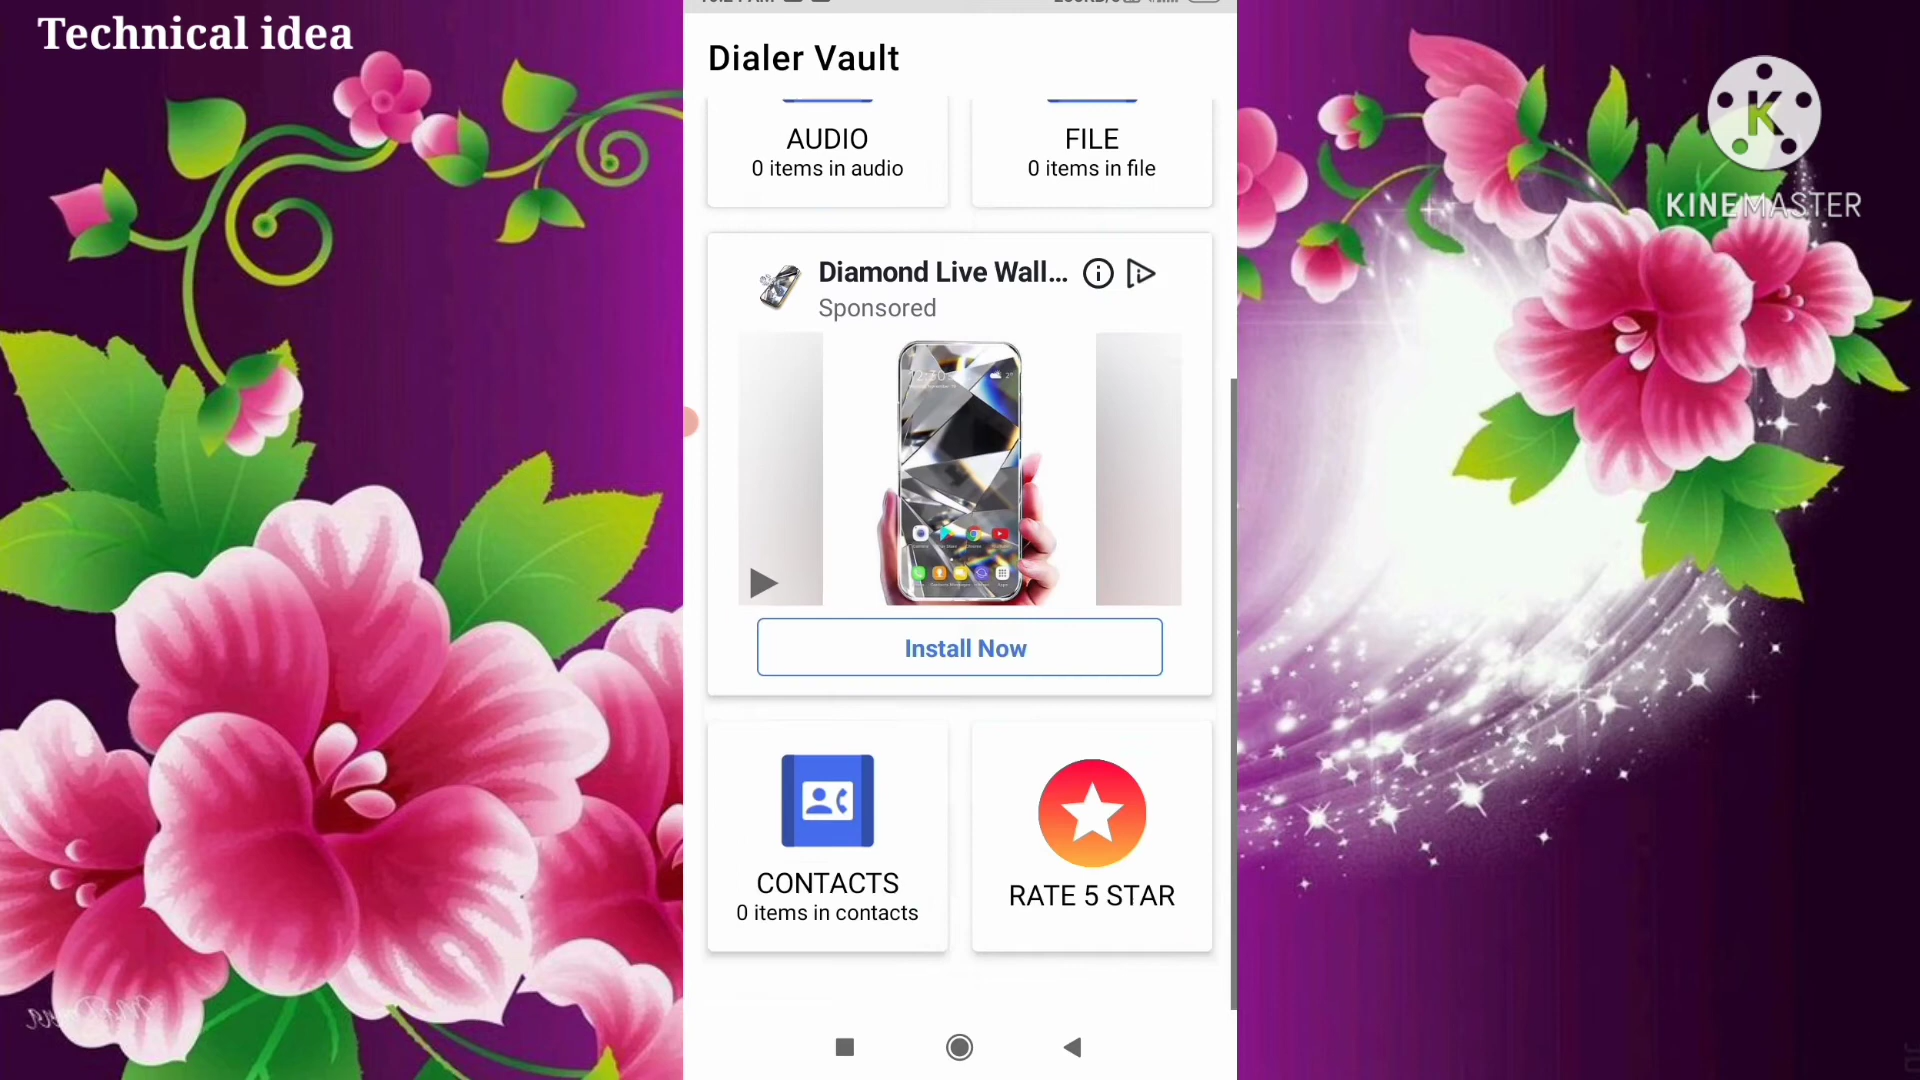 Technical idea
Dialer Vault
AUDIO
0 items in audio
FILE
0 items in file
Diamond Live Wall...
Sponsored
Install Now
CONTACTS
0 items in contacts
RATE 5 STAR
K
KINEMASTER